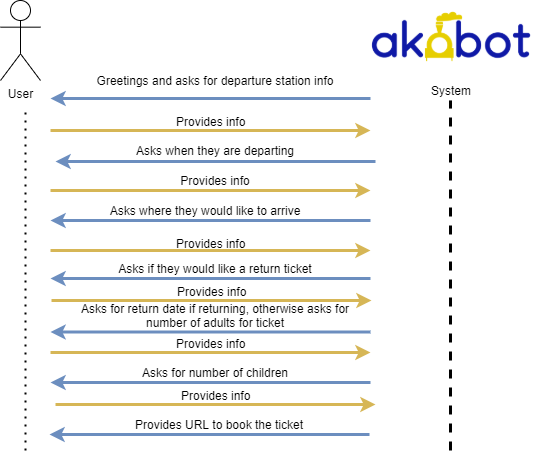 akobot
User
System
Greetings and asks for departure station info
Provides info
Asks when they are departing
Provides info
Asks where they would like to arrive
Provides info
Asks if they would like a return ticket
Provides info
Asks for return date if returning, otherwise asks for
number of adults for ticket
Provides info
Asks for number of children
Provides info
Provides URL to book the ticket